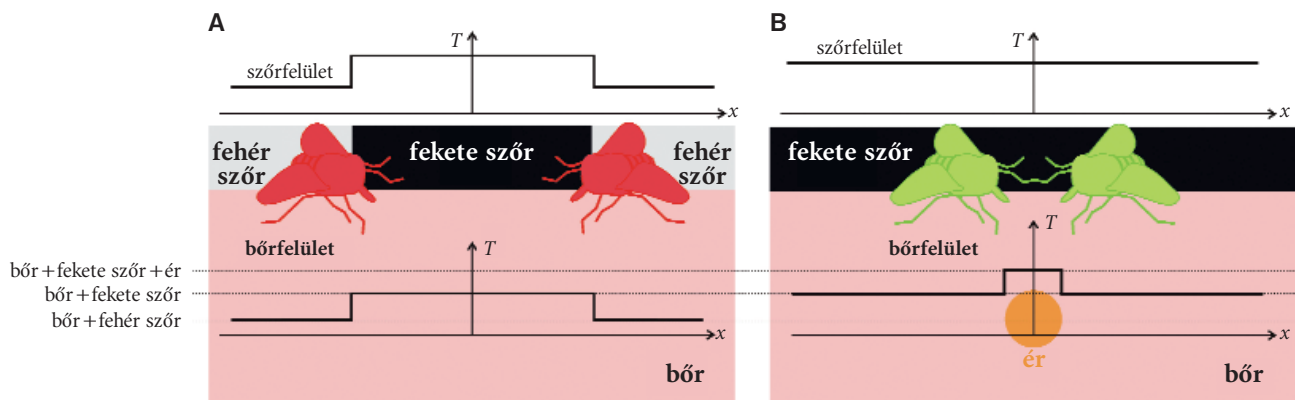 A
T
szőrfelület
x
fehér
szőr
fekete szőr
fehér
szőr
bőrfelület
T
bőr+fekete szőr+ér
bőr+fekete szőr
bőr+fehér szőr
x
bőr
B
T
szőrfelület
x
fekete szőr
bőrfelület
T
x
ér
bőr